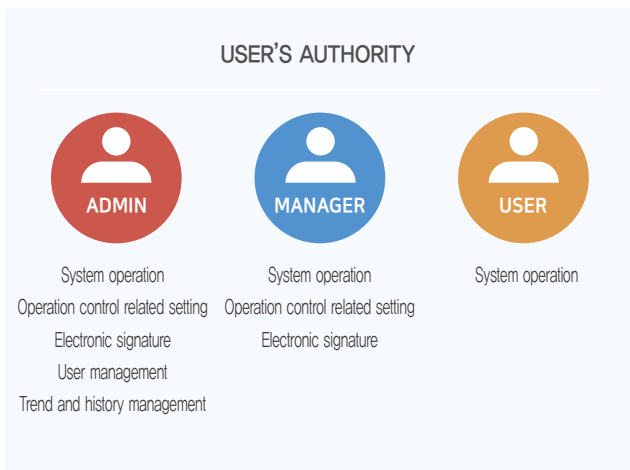 USER'S AUTHORITY
ADMIN
System operation
Operation control related setting
Electronic signature
User management
Trend and history management
MANAGER
System operation
Operation control related setting
Electronic signature
USER
System operation